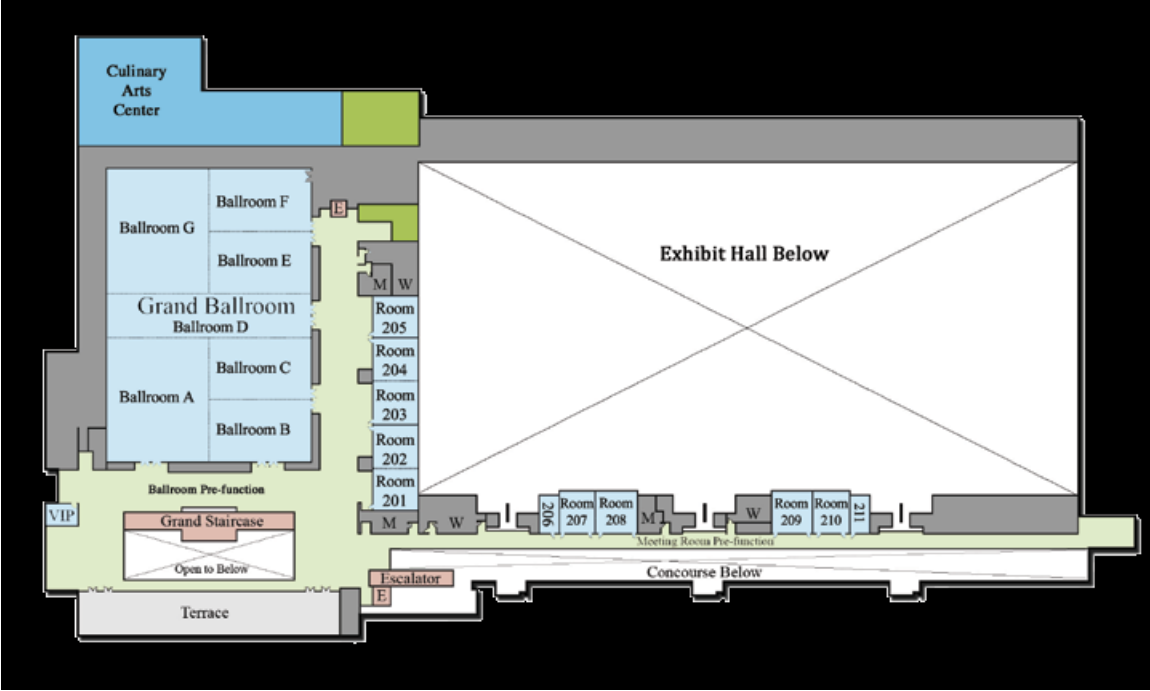 Culinary
Arts
Center
Ballroom F
Ballroom G
Ballroom E
E
Grand Ballroom
Ballroom D
Ballroom C
Ballroom A
Ballroom B
M
W
Room
205
Room
204
Room
203
Room
202
Room
201
Exhibit Hall Below
Ballroom Pre-function
VIP
Grand Staircase
Open to Below
Terrace
M
W
206
Room
207
Room
208
M
W
Room
209
Room
210
211
Meeting Room Pre-function
Concourse Below
Escalator
E